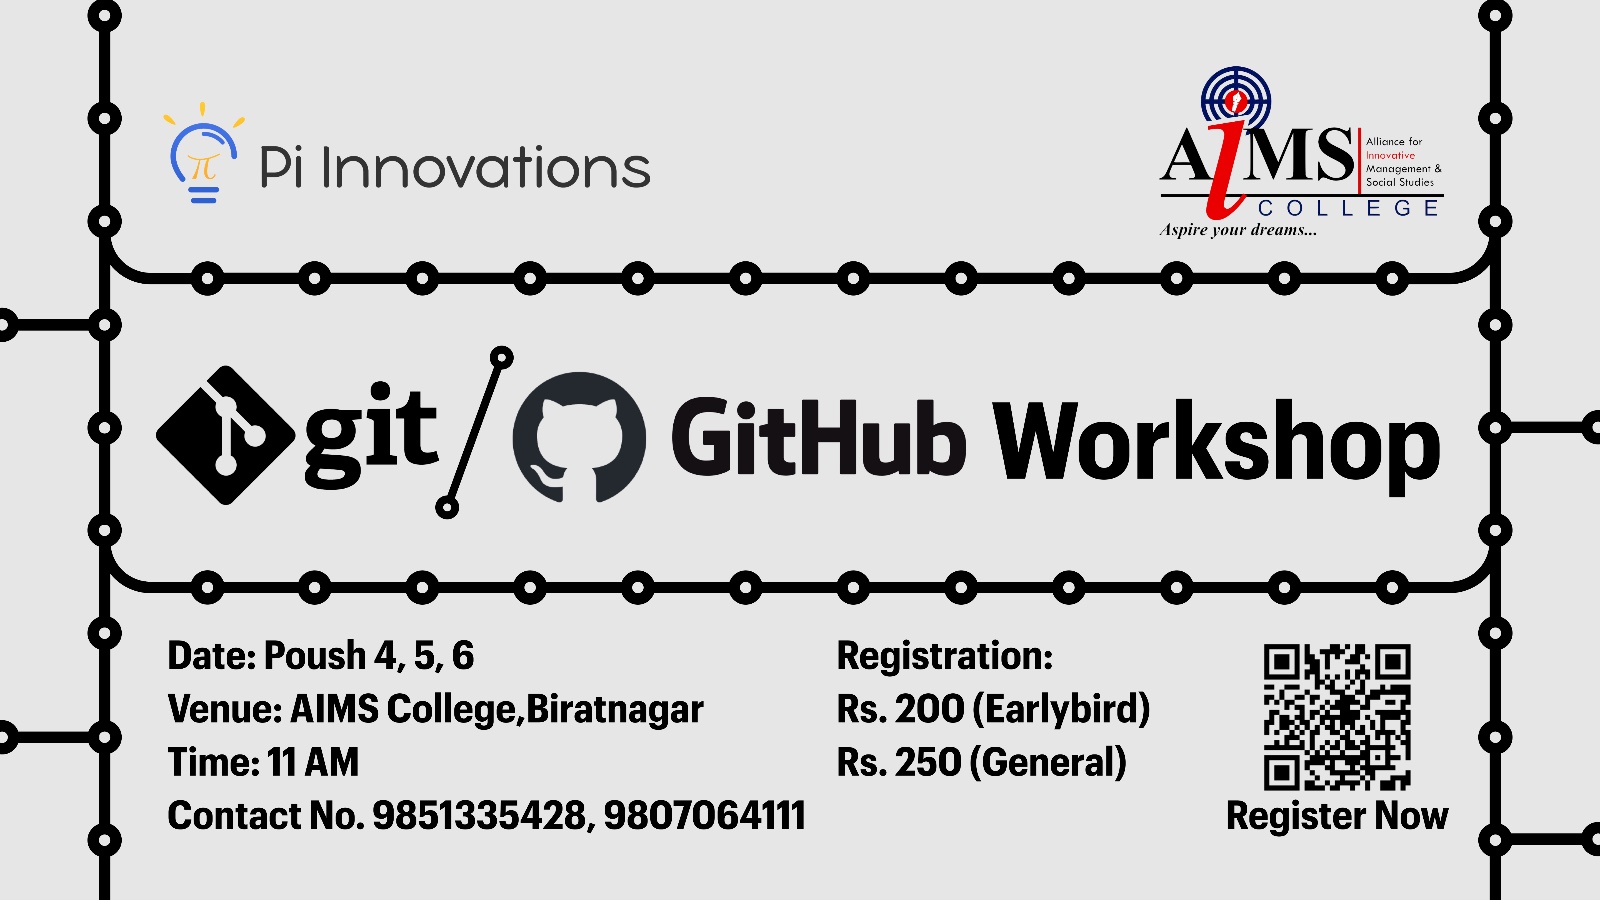 π
Pi Innovations
AiMS
Alliance for
Innovative
Management &
Social Studies
COLLEGE
Aspire your dreams...
git / GitHub Workshop
Date: Poush 4, 5, 6
Venue: AIMS College,Biratnagar
Time: 11 AM
Contact No. 9851335428, 9807064111
Registration:
Rs. 200 (Earlybird)
Rs. 250 (General)
Register Now